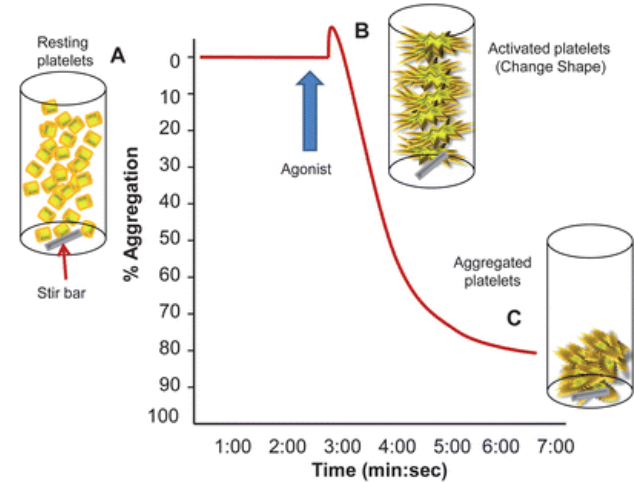 Resting
platelets
A
Stir bar
% Aggregation
0
10
20
30
40
50
60
70
80
90
100
Agonist
B
Activated platelets
(Change Shape)
Aggregated
platelets
C
1:00 2:00 3:00 4:00 5:00 6:00 7:00
Time (min:sec)